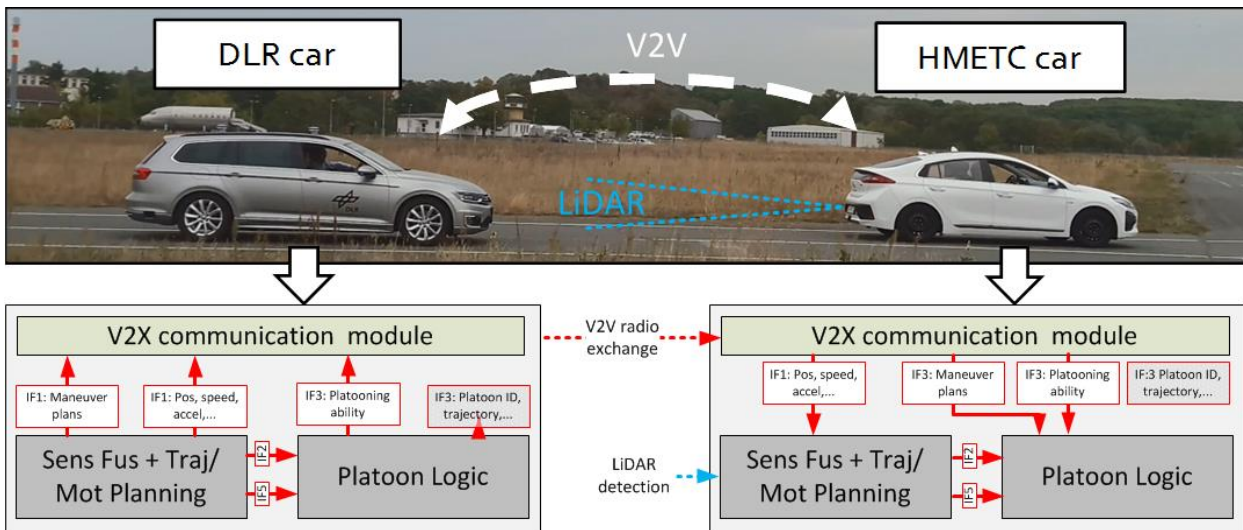 DLR car
V2V
HMETC car
LiDAR
DLR
V2X communication module
IF1: Maneuver
plans
IF1: Pos, speed,
accel,...
IF3: Platooning
ability
IF3: Platoon ID,
trajectory,...
Sens Fus + Traj/
Mot Planning
IF2
IF5
Platoon Logic
V2V radio
exchange
LiDAR
detection
V2X communication module
IF1: Pos, speed,
accel,...
IF3: Maneuver
plans
IF3: Platooning
ability
IF:3 Platoon ID,
trajectory,...
Sens Fus + Traj/
Mot Planning
IF2
IF5
Platoon Logic